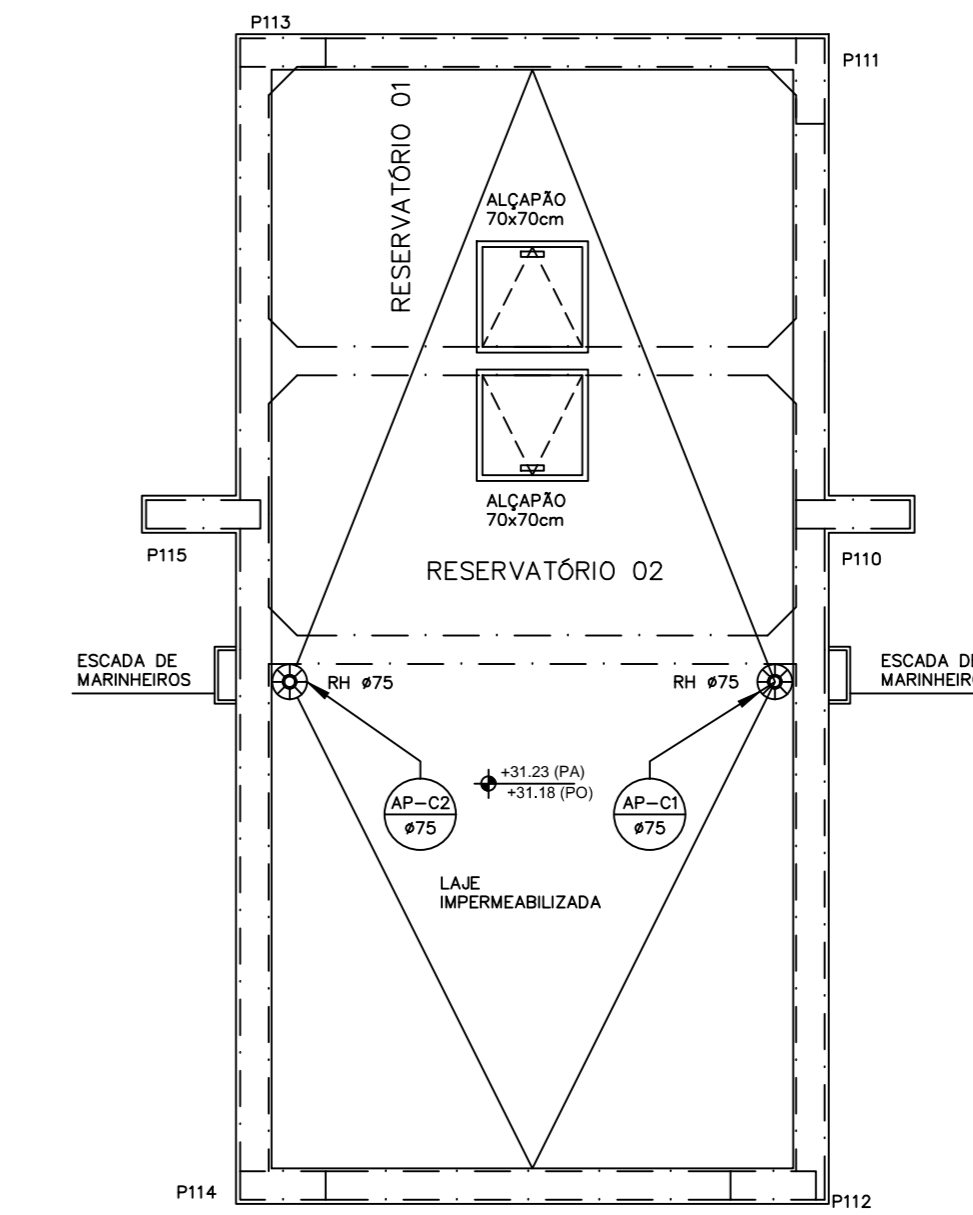 P113
P111
RESERVATÓRIO 01
ALÇAPÃO
70x70cm
ALÇAPÃO
70x70cm
P115
P110
RESERVATÓRIO 02
ESCADA DE
MARINHEIROS
RH ø75
RH ø75
ESCADA DE
MARINHEIRO
+31.23 (PA)
+31.18 (PO)
AP-C2
ø75
AP-C1
ø75
LAJE
IMPERMEABILIZADA
P114
P112